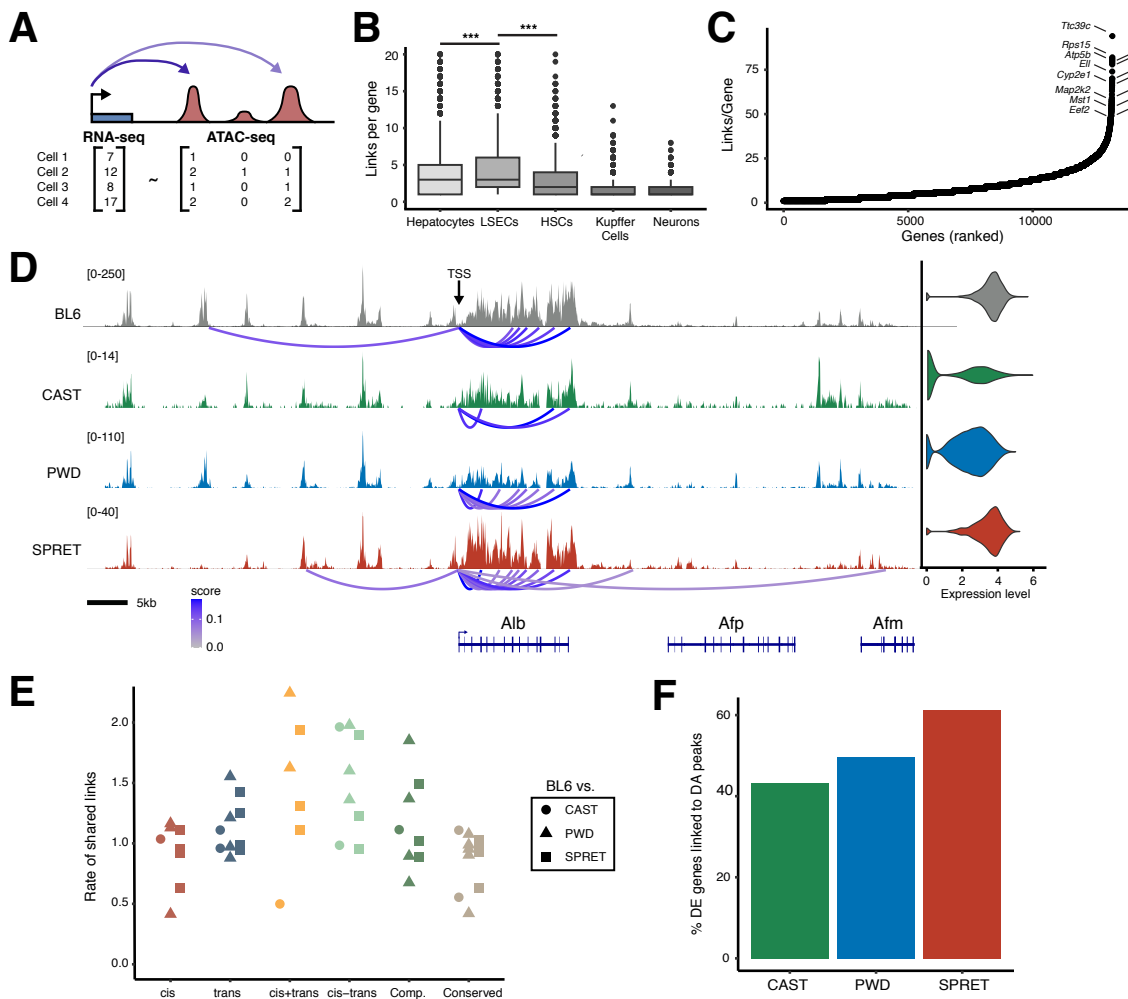 A
RNA-seq ATAC-seq
Cell 1 7 1 0 0
Cell 2 12 ~ 2 1 1
Cell 3 8 1 0 1
Cell 4 17 2 0 2
B
*** ***
Links per gene
20
15
10
5
0
Hepatocytes LSECs HSCs Kupffer Cells Neurons
C
Links/Gene
75
50
25
0
Ttc39c
Rps15
Atp5b
Ell
Cyp2e1
Map2k2
Mst1
Eef2
0 5000 10000
Genes (ranked)
D
[0-250]
TSS
BL6
[0-14]
CAST
[0-110]
PWD
[0-40]
SPRET
0 2 4 6
Expression level
5kb
score
0.1
0.0
Alb Afp Afm
E
Rate of shared links
2.0
1.5
1.0
0.5
0.0
cis trans cis+trans cis−trans Comp. Conserved
BL6 vs.
CAST
PWD
SPRET
F
% DE genes linked to DA peaks
60
40
20
0
CAST PWD SPRET